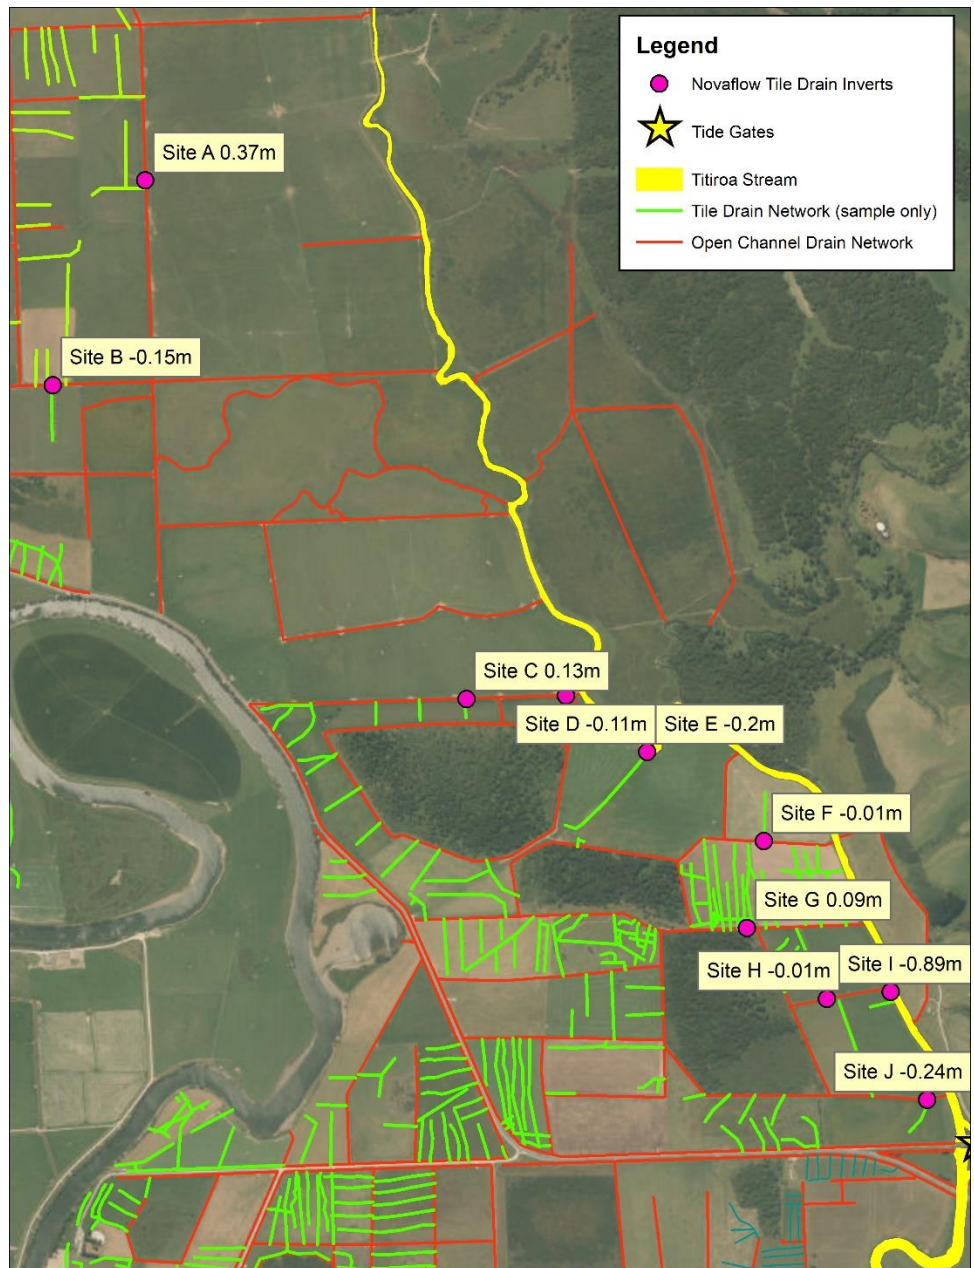 Legend
Novaflow Tile Drain Inverts
Tide Gates
Titiroa Stream
Tile Drain Network (sample only)
Open Channel Drain Network
Site A 0.37m
Site B -0.15m
Site C 0.13m
Site D -0.11m
Site E -0.2m
Site F -0.01m
Site G 0.09m
Site H -0.01m
Site I -0.89m
Site J -0.24m